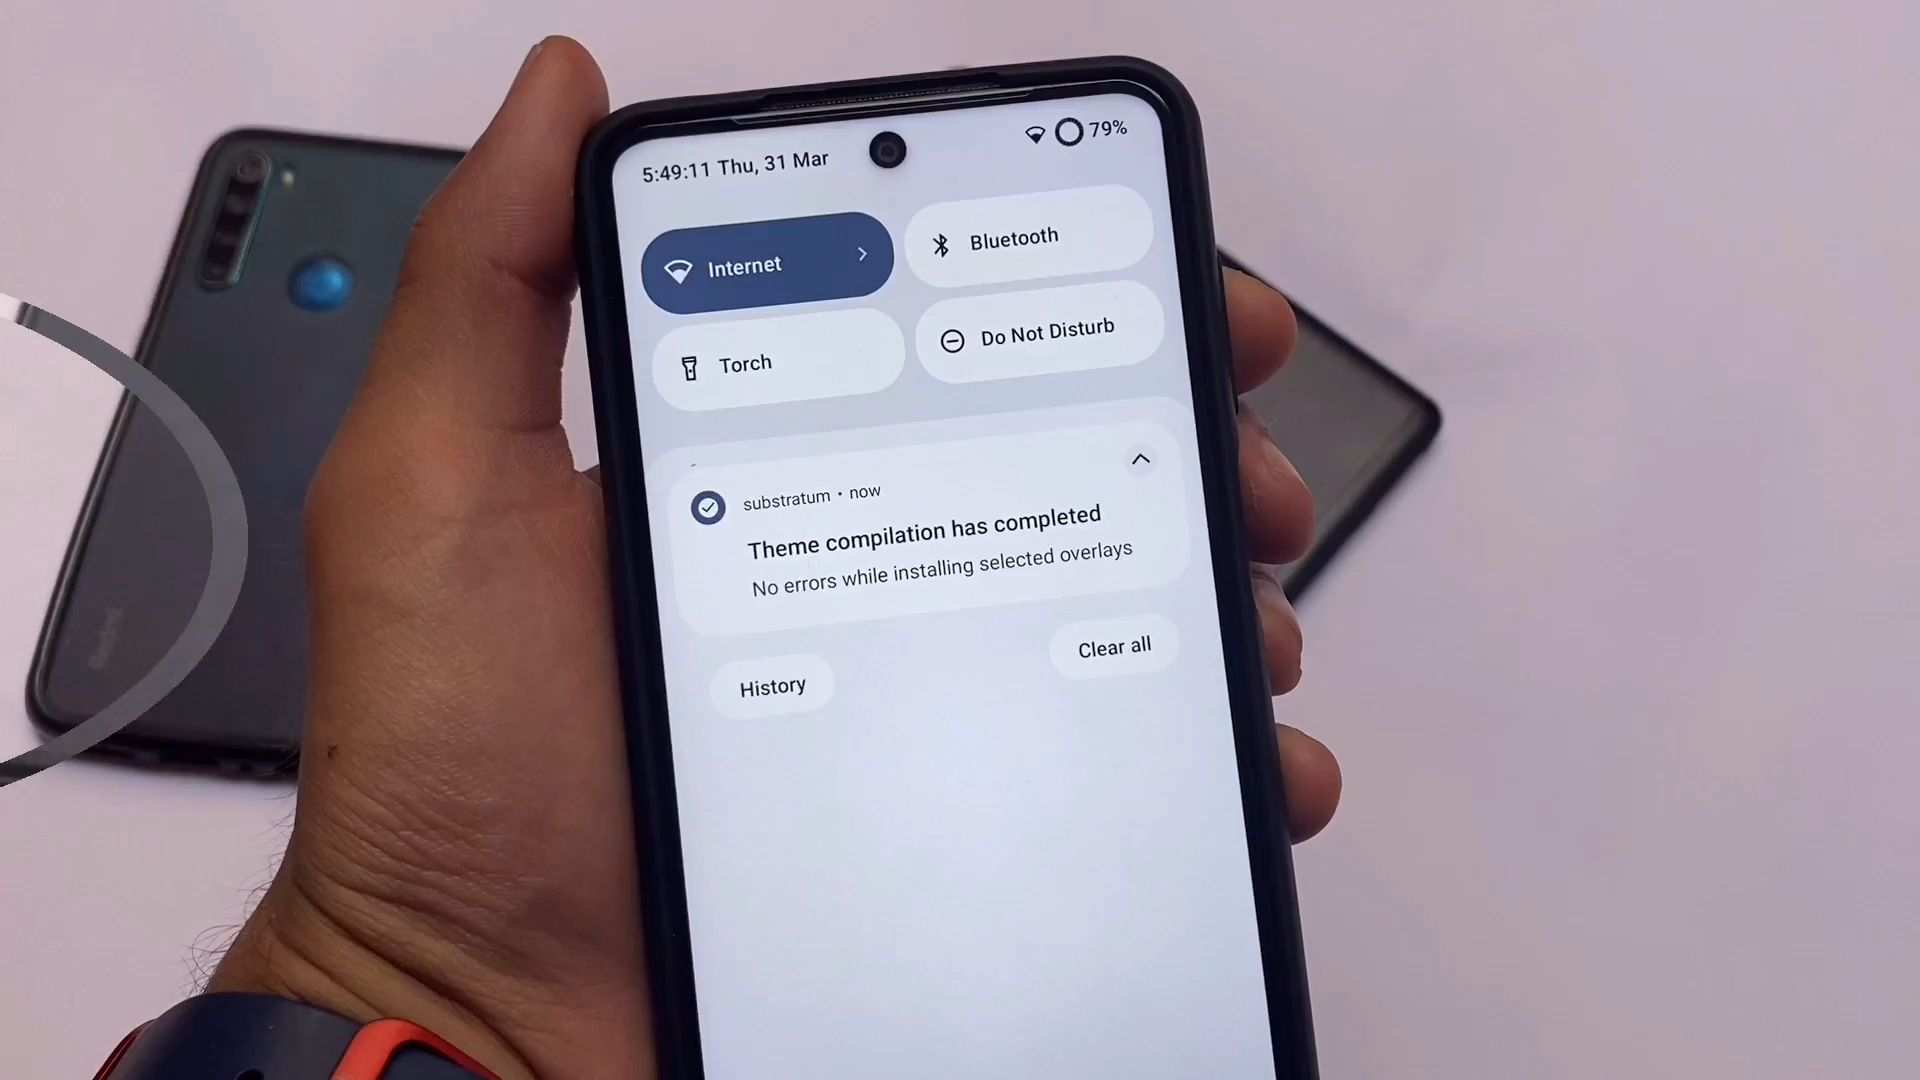 5:49:11 Thu, 31 Mar
79%
Internet
Bluetooth
Torch
Do Not Disturb
substratum • now
Theme compilation has completed
No errors while installing selected overlays
History
Clear all
Redmi